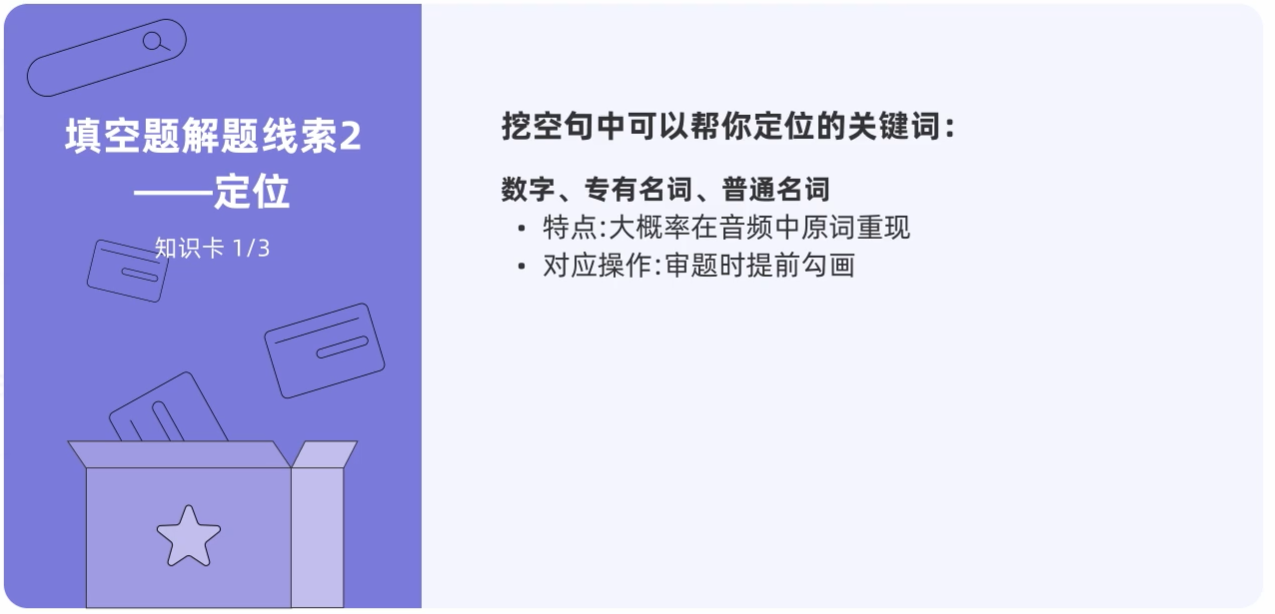 填空题解题线索2
——定位
知识卡 1/3
挖空句中可以帮你定位的关键词：
数字、专有名词、普通名词
• 特点:大概率在音频中原词重现
• 对应操作:审题时提前勾画